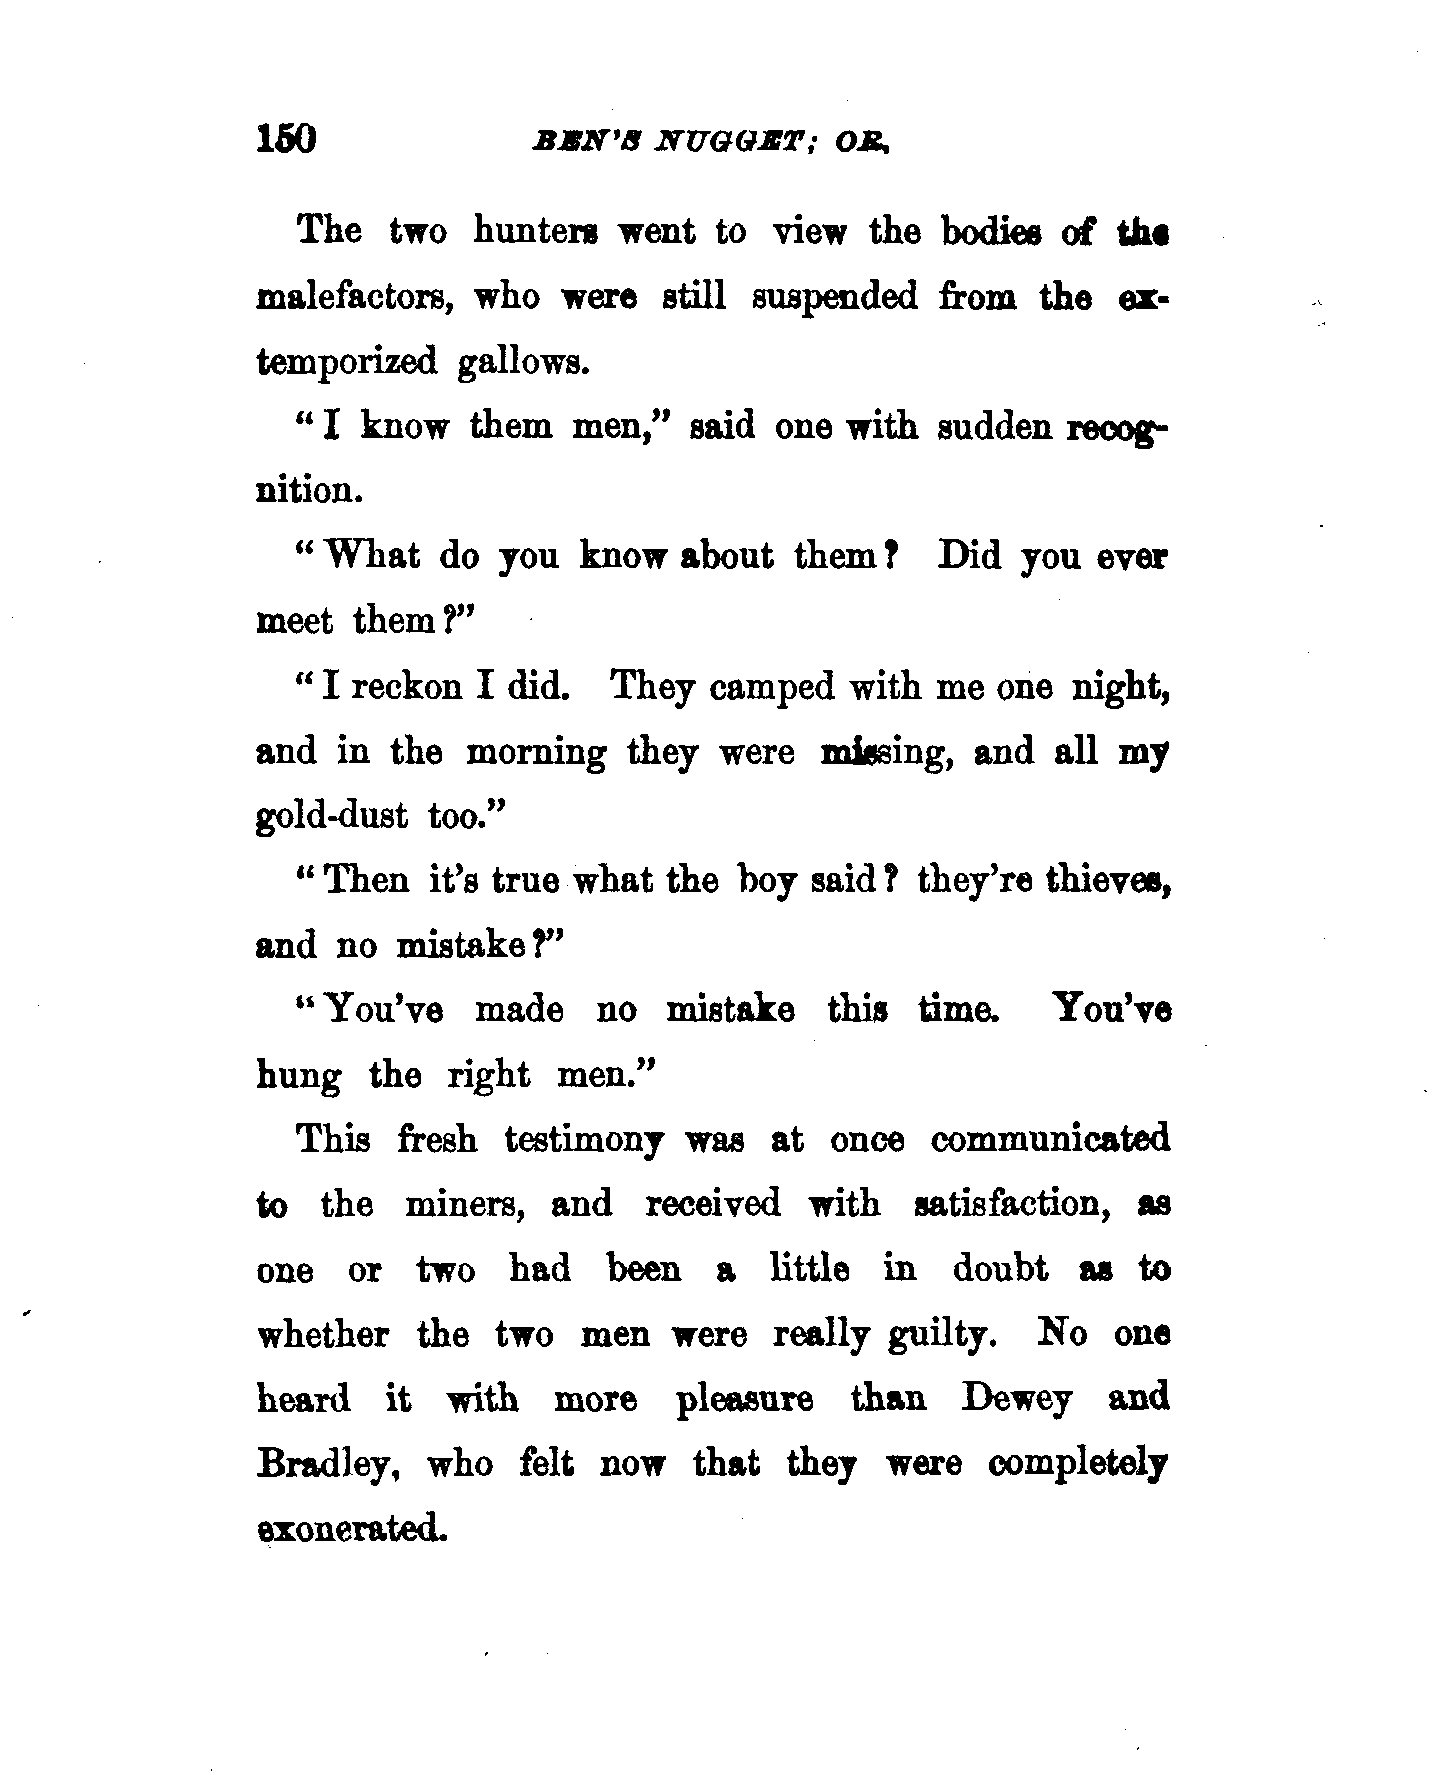 150 BEN'S NUGGET; OR,
The two hunters went to view the bodies of the
malefactors, who were still suspended from the ex-
temporized gallows.
"I know them men," said one with sudden recog-
nition.
"What do you know about them? Did you ever
meet them?"
"I reckon I did. They camped with me one night,
and in the morning they were missing, and all my
gold-dust too."
"Then it's true what the boy said? they're thieves,
and no mistake?"
"You've made no mistake this time. You've
hung the right men."
This fresh testimony was at once communicated
to the miners, and received with satisfaction, as
one or two had been a little in doubt as to
whether the two men were really guilty. No one
heard it with more pleasure than Dewey and
Bradley, who felt now that they were completely
exonerated.